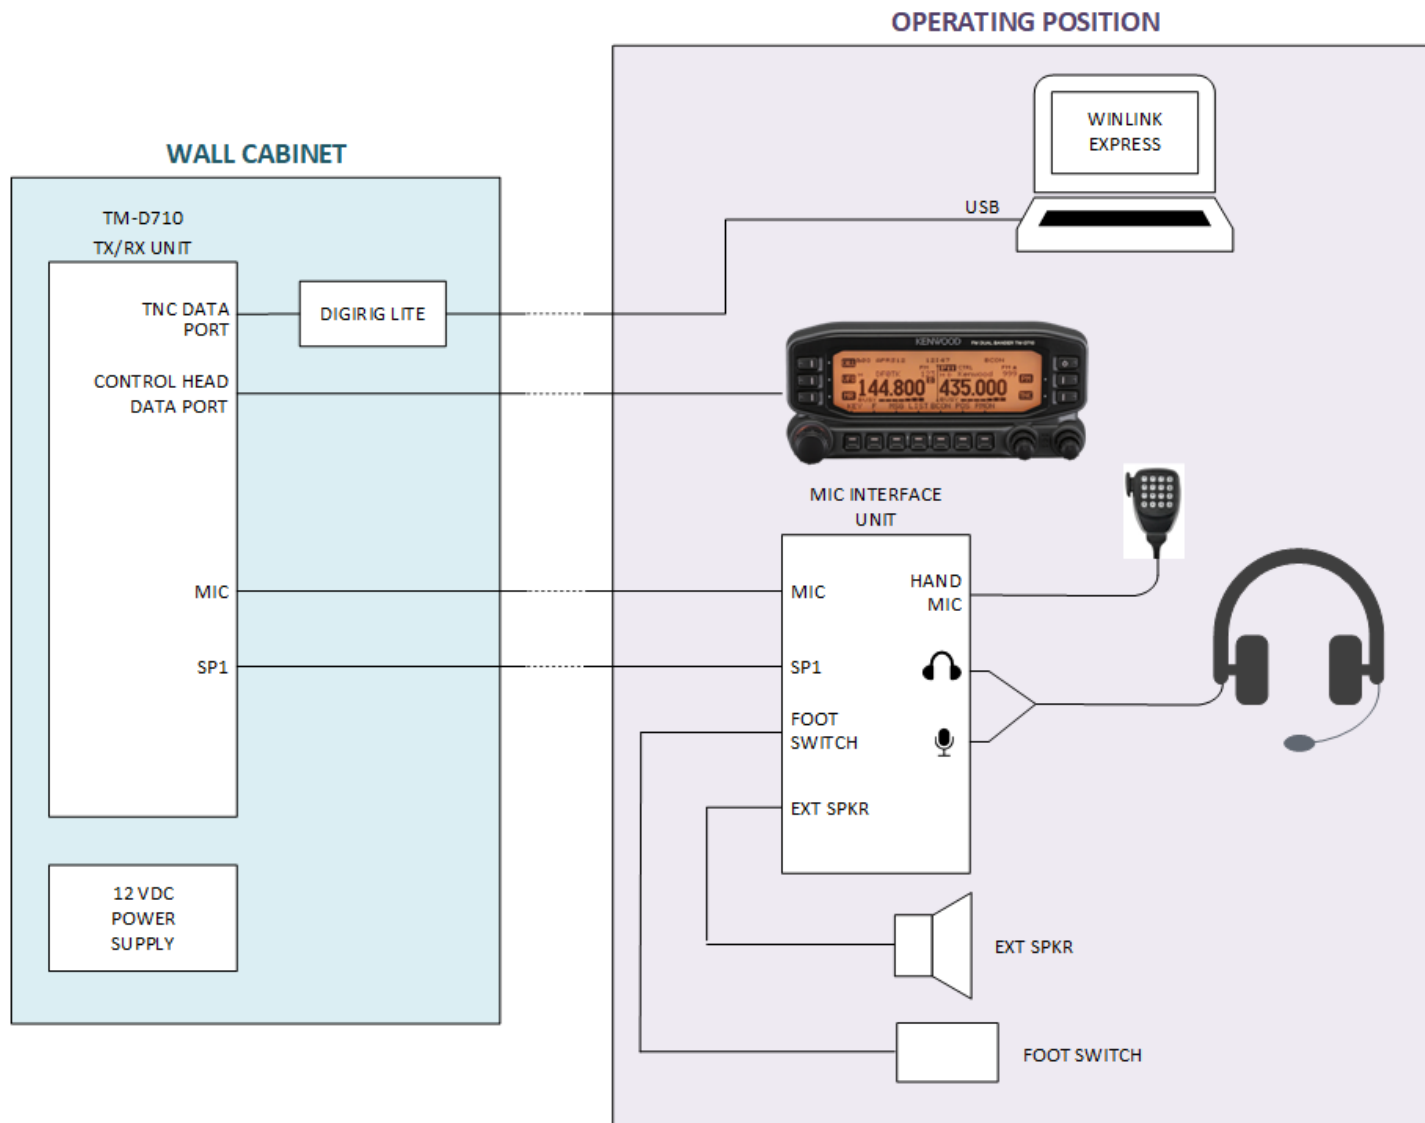 OPERATING POSITION
WINLINK
EXPRESS
USB
WALL CABINET
TM-D710
TX/RX UNIT
TNC DATA
PORT
DIGIRIG LITE
CONTROL HEAD
DATA PORT
KENWOOD
144.800
435.000
MIC INTERFACE
UNIT
MIC
MIC
HAND
MIC
SP1
SP1
FOOT
SWITCH
EXT SPKR
12 VDC
POWER
SUPPLY
EXT SPKR
FOOT SWITCH